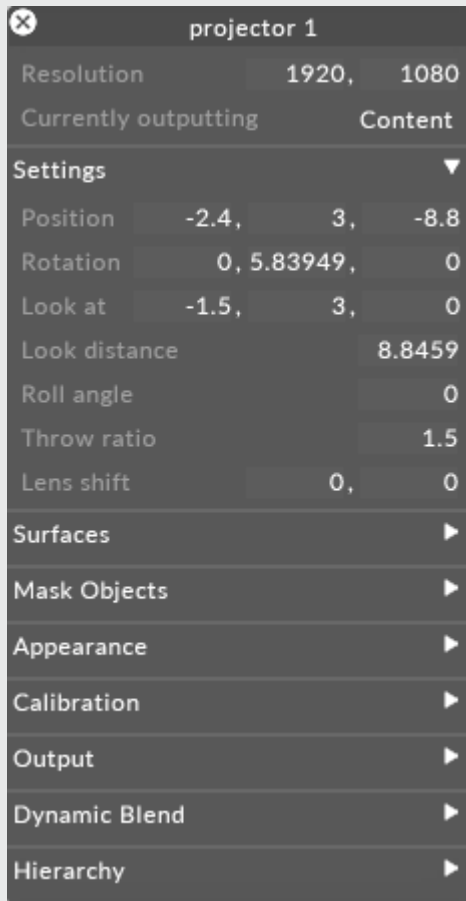 projector 1
Resolution 1920, 1080
Currently outputting Content
Settings
Position -2.4, 3, -8.8
Rotation 0, 5.83949, 0
Look at -1.5, 3, 0
Look distance 8.8459
Roll angle 0
Throw ratio 1.5
Lens shift 0, 0
Surfaces
Mask Objects
Appearance
Calibration
Output
Dynamic Blend
Hierarchy